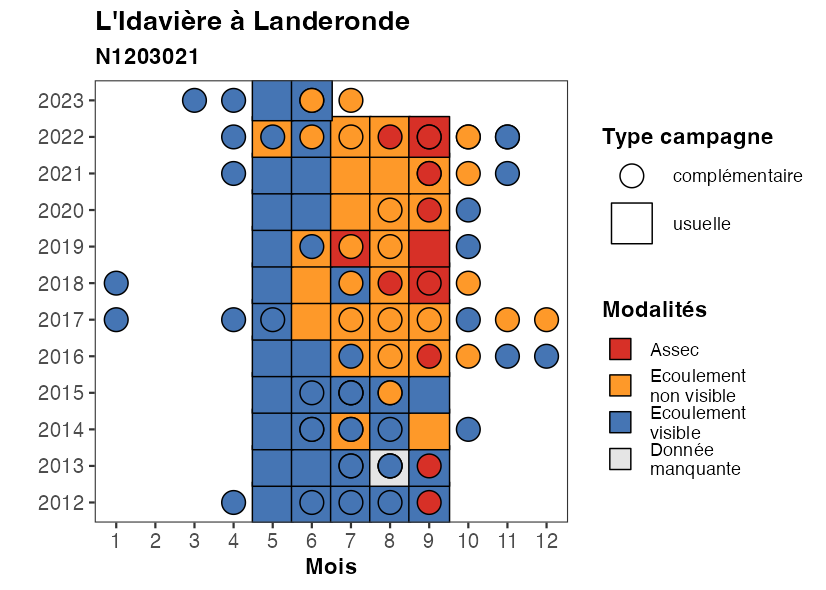 L'Idavière à Landeronde
N1203021
2023
2022
2021
2020
2019
2018
2017
2016
2015
2014
2013
2012
1 2 3 4 5 6 7 8 9 10 11 12
Mois
Type campagne
complémentaire
usuelle
Modalités
Assec
Ecoulement
non visible
Ecoulement
visible
Donnée
manquante